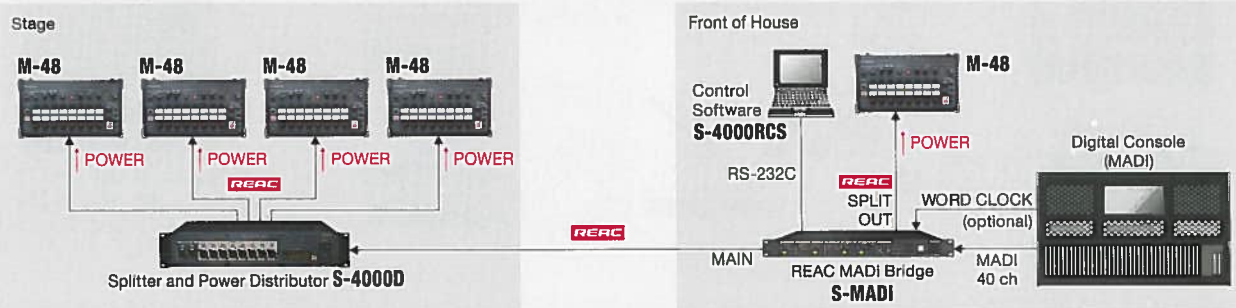 Stage
M-48
M-48
M-48
M-48
POWER
POWER
POWER
POWER
REAC
Splitter and Power Distributor S-4000D
REAC
Front of House
Control
Software
S-4000RCS
M-48
POWER
RS-232C
REAC
SPLIT
OUT
WORD CLOCK
(optional)
Digital Console
(MADI)
MAIN
REAC MADI Bridge
S-MADI
MADI
40 ch